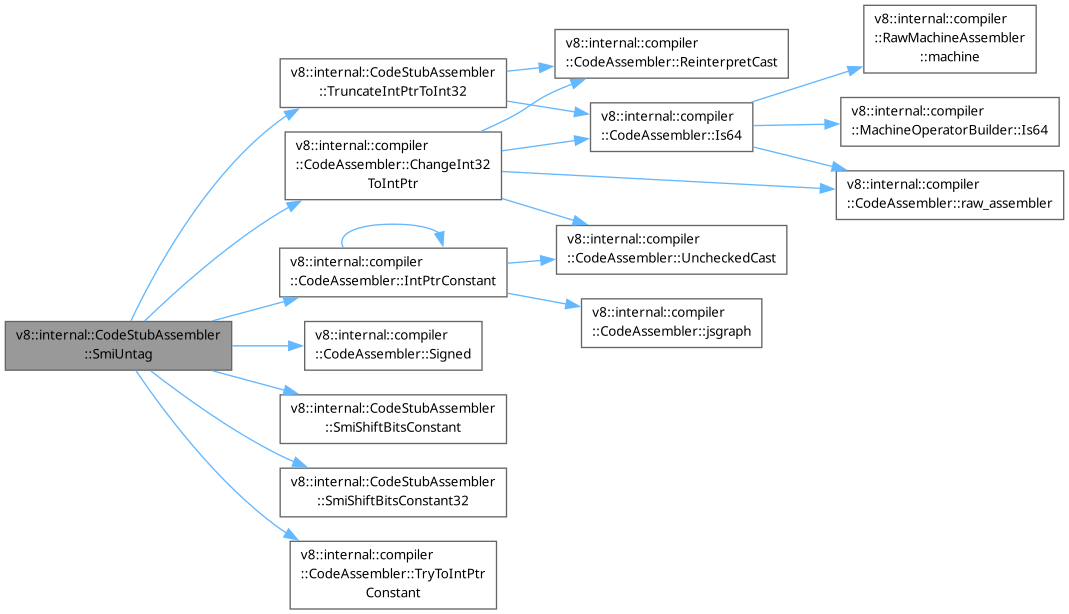 v8::internal::CodeStubAssembler
::SmiUntag
v8::internal::CodeStubAssembler
::TruncateIntPtrToInt32
v8::internal::compiler
::CodeAssembler::ChangeInt32
ToIntPtr
v8::internal::compiler
::CodeAssembler::IntPtrConstant
v8::internal::compiler
::CodeAssembler::Signed
v8::internal::CodeStubAssembler
::SmiShiftBitsConstant
v8::internal::CodeStubAssembler
::SmiShiftBitsConstant32
v8::internal::compiler
::CodeAssembler::TryToIntPtr
Constant
v8::internal::compiler
::CodeAssembler::ReinterpretCast
v8::internal::compiler
::CodeAssembler::Is64
v8::internal::compiler
::CodeAssembler::UncheckedCast
v8::internal::compiler
::CodeAssembler::jsgraph
v8::internal::compiler
::RawMachineAssembler
::machine
v8::internal::compiler
::MachineOperatorBuilder::Is64
v8::internal::compiler
::CodeAssembler::raw_assembler